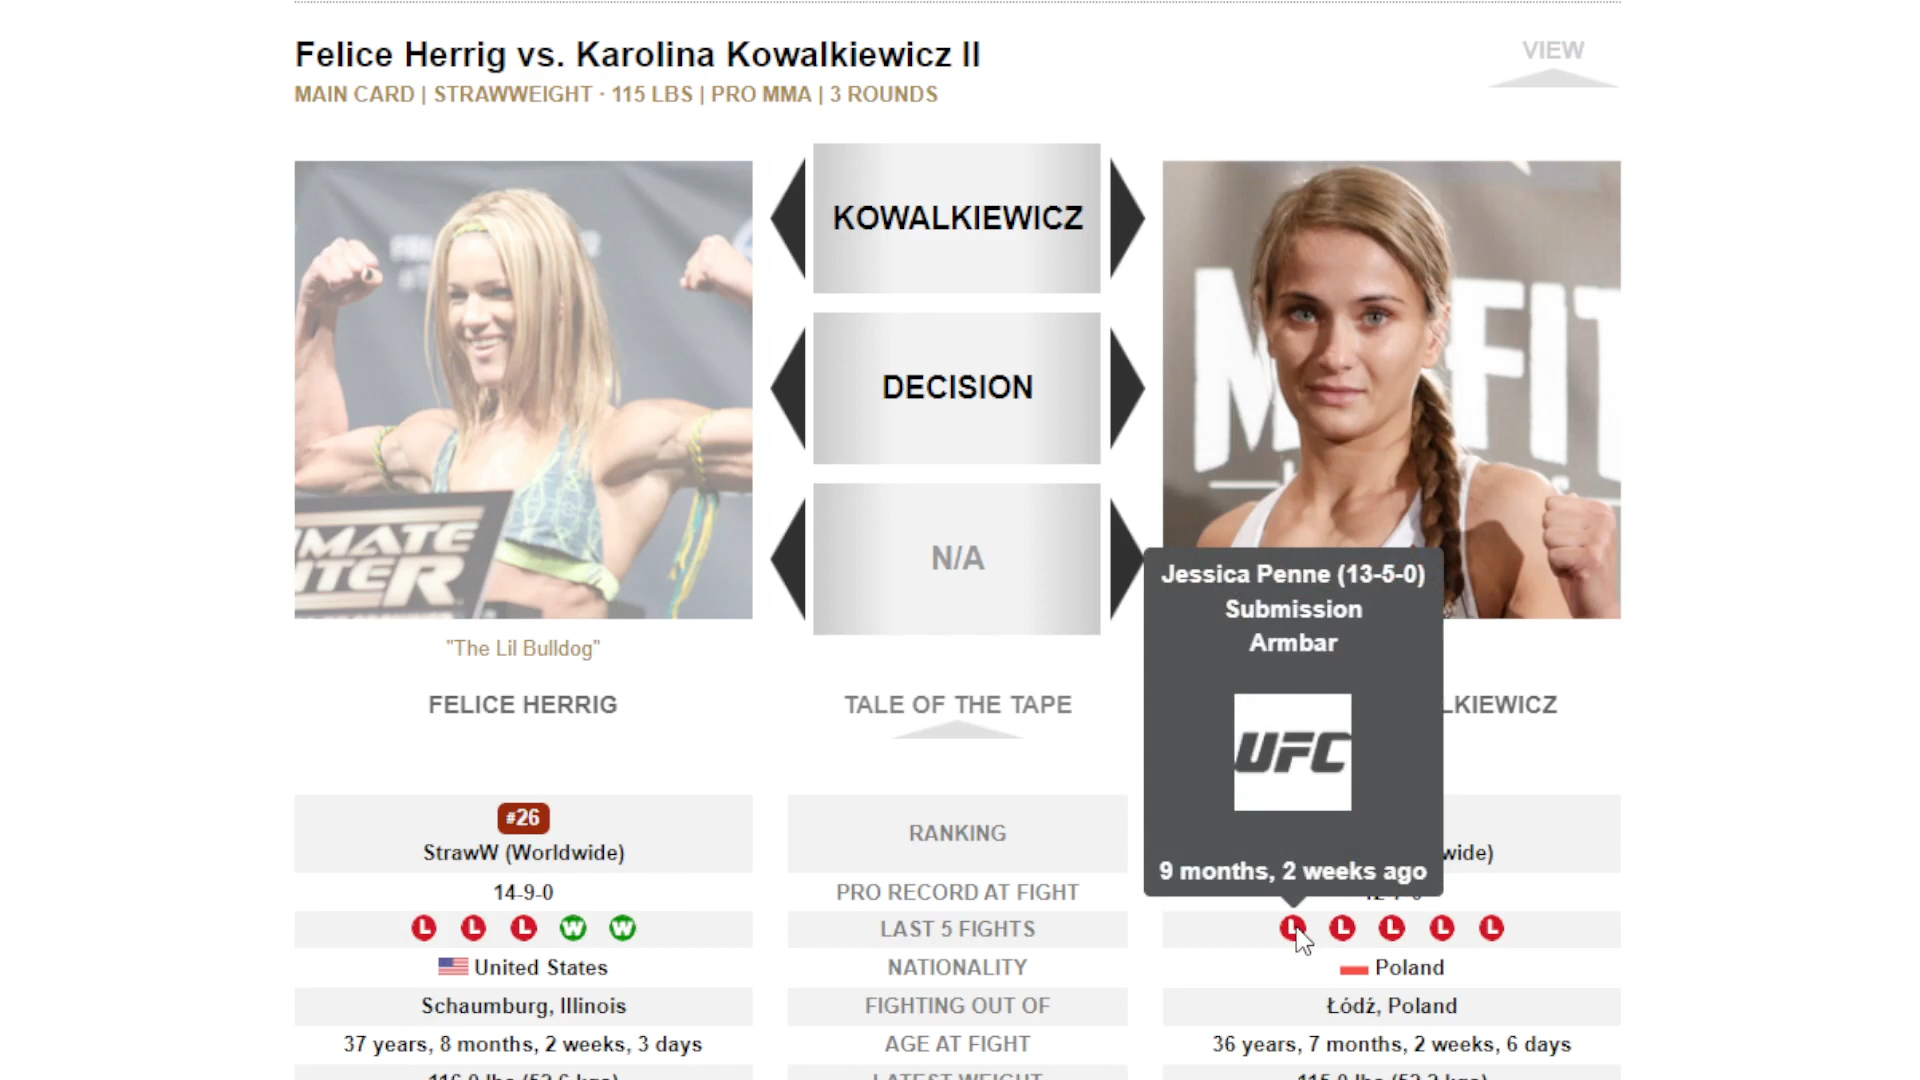 Felice Herrig vs. Karolina Kowalkiewicz II
VIEW
MAIN CARD | STRAWWEIGHT · 115 LBS | PRO MMA | 3 ROUNDS
KOWALKIEWICZ
DECISION
N/A
Jessica Penne (13-5-0)
Submission
Armbar
UFC
9 months, 2 weeks ago
"The Lil Bulldog"
FELICE HERRIG
TALE OF THE TAPE
LKIEWICZ
#26
StrawW (Worldwide)
RANKING
wide)
14-9-0
PRO RECORD AT FIGHT
L L L W W
LAST 5 FIGHTS
L L L L L
United States
NATIONALITY
Poland
Schaumburg, Illinois
FIGHTING OUT OF
Łódź, Poland
37 years, 8 months, 2 weeks, 3 days
AGE AT FIGHT
36 years, 7 months, 2 weeks, 6 days